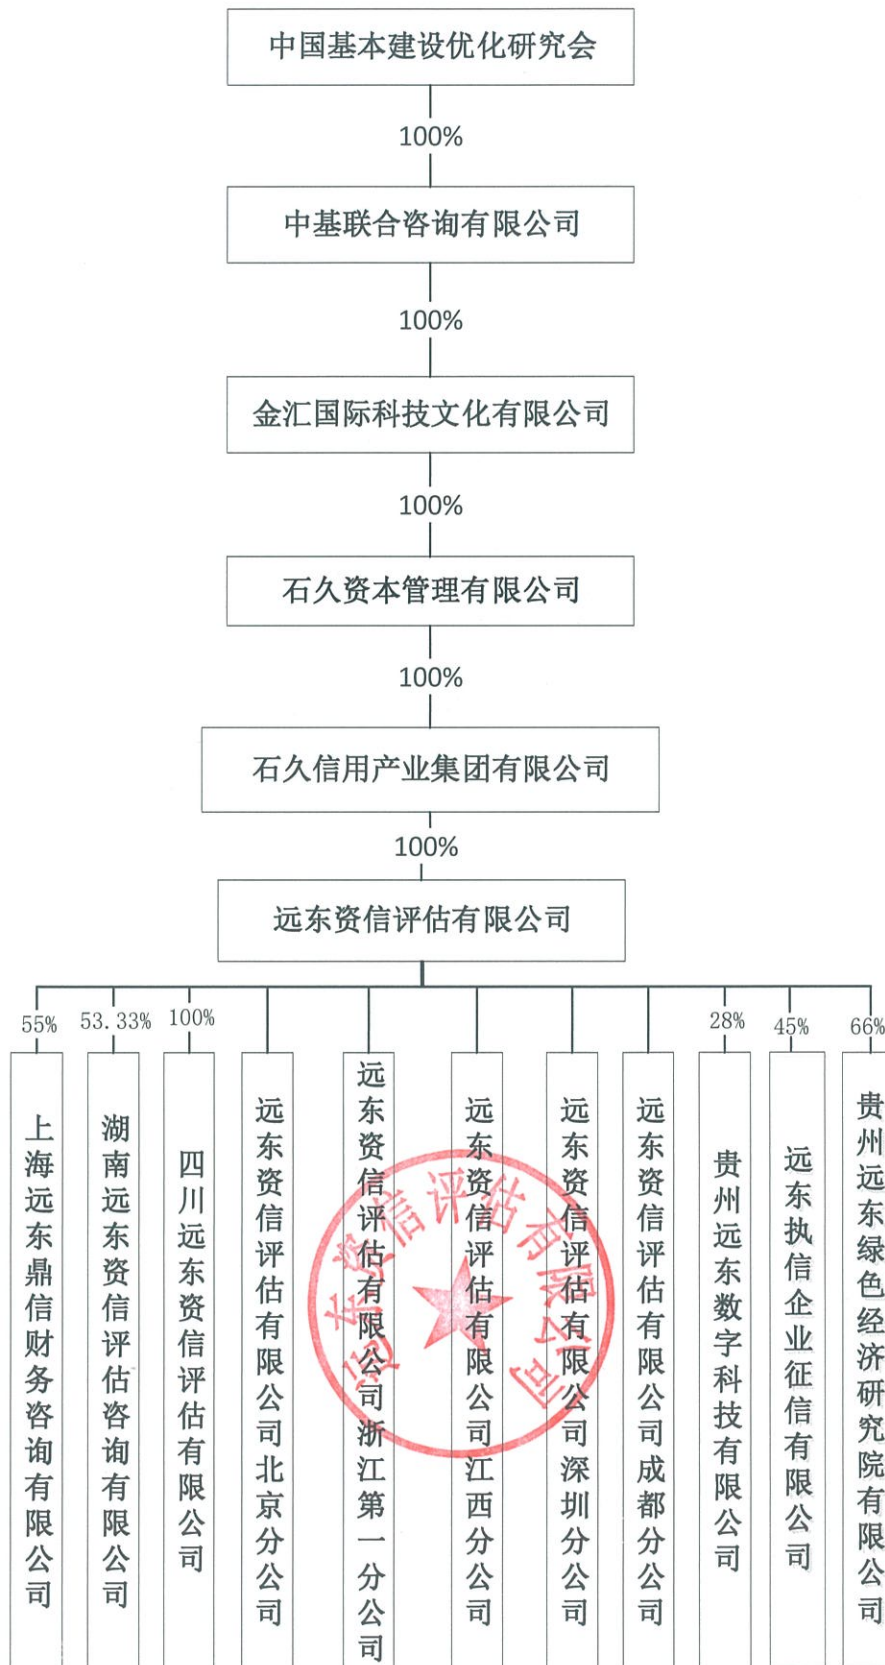 中国基本建设优化研究会
100%
中基联合咨询有限公司
100%
金汇国际科技文化有限公司
100%
石久资本管理有限公司
100%
石久信用产业集团有限公司
100%
远东资信评估有限公司
55%
53.33%
100%
28%
45%
66%
上海远东鼎信财务咨询有限公司
湖南远东资信评估咨询有限公司
四川远东资信评估有限公司
远东资信评估有限公司北京分公司
远东资信评估有限公司浙江第一分公司
远东资信评估有限公司江西分公司
远东资信评估有限公司深圳分公司
远东资信评估有限公司成都分公司
贵州远东数字科技有限公司
远东执信企业征信有限公司
贵州远东绿色经济研究院有限公司
远东资信评估有限公司